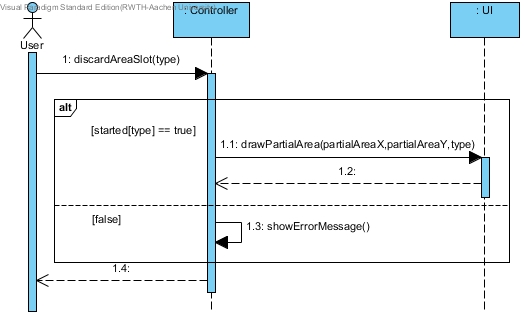 Visual Paradigm Standard Edition(RWTH-Aachen
: Controller
: UI
User
1: discardAreaSlot(type)
alt
[started[type] == true]
1.1: drawPartialArea(partialAreaX,partialAreaY,type)
1.2:
[false]
1.3: showErrorMessage()
1.4: